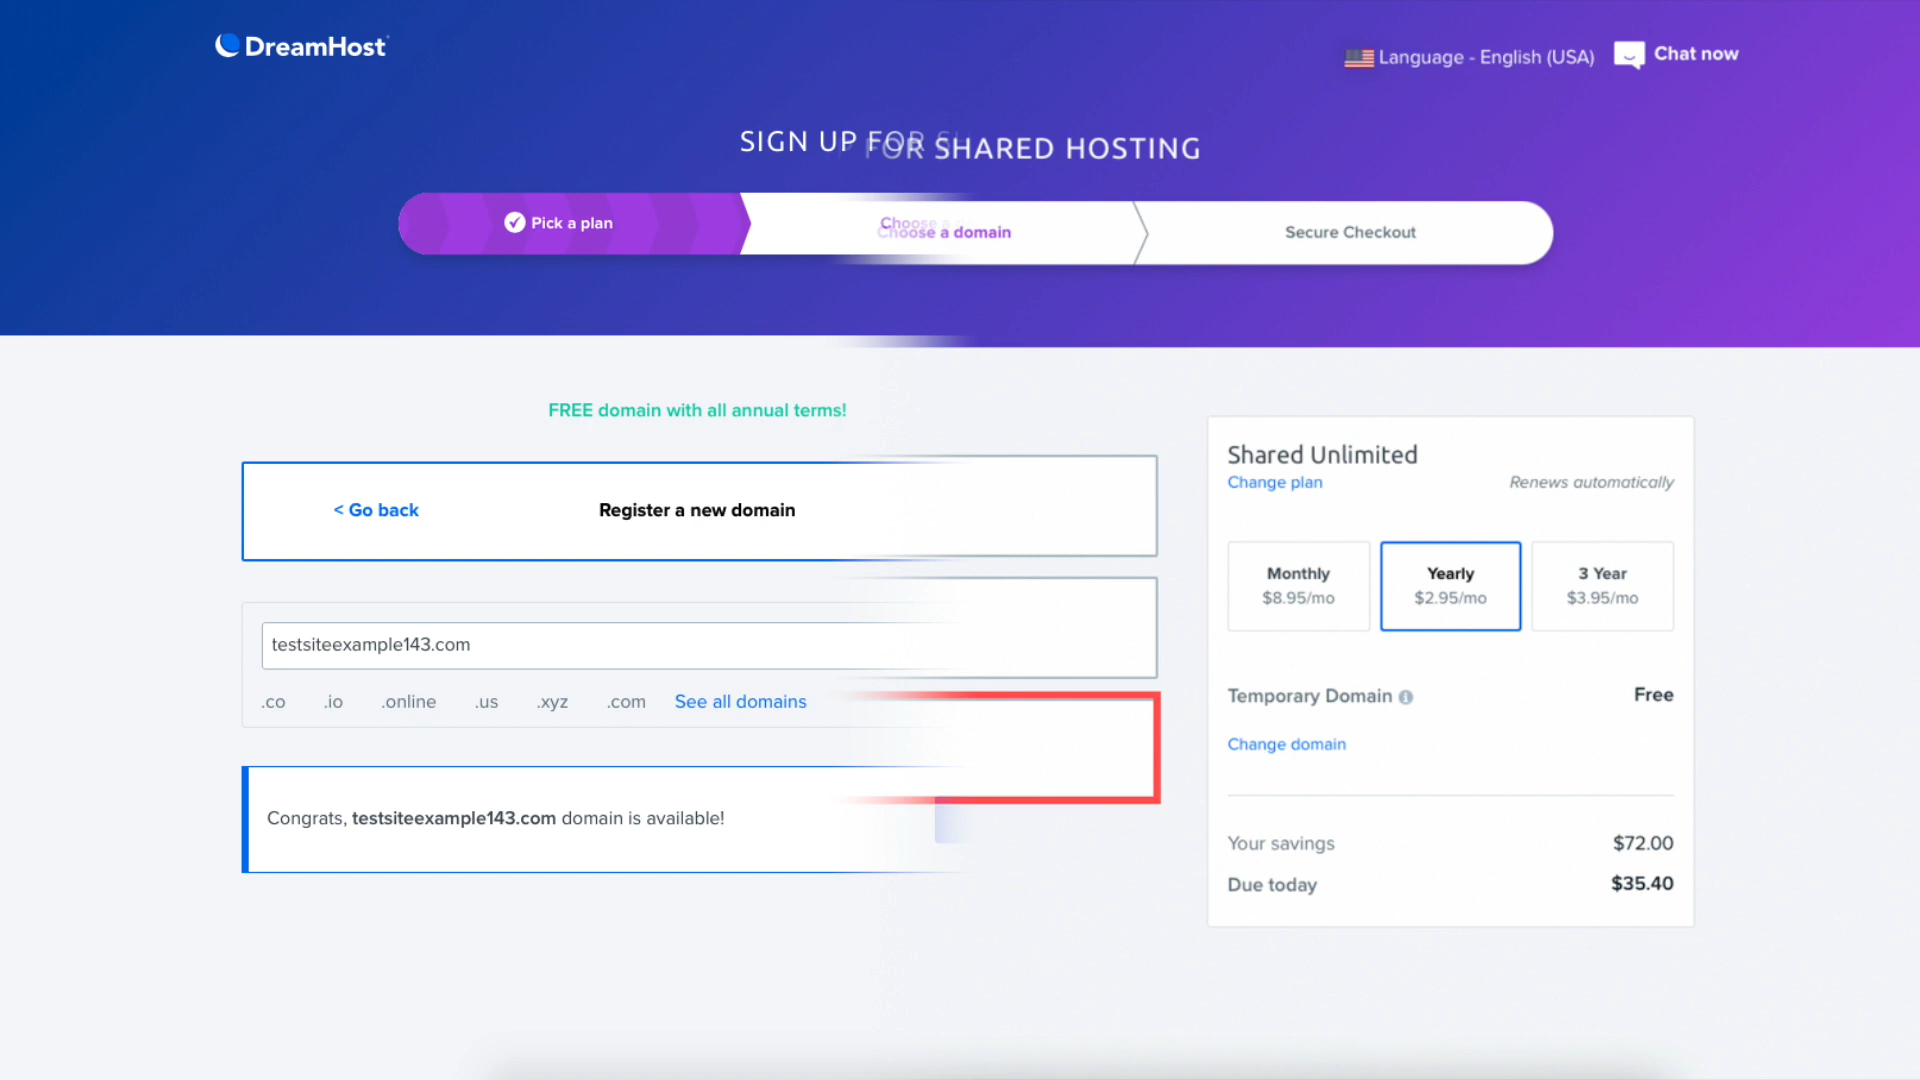 DreamHost
Language - English (USA)
Chat now
SIGN UP FOR SHARED HOSTING
Pick a plan
Choose a domain
Secure Checkout
FREE domain with all annual terms!
< Go back
Register a new domain
testsiteexample143.com
.co .io .online .us .xyz .com See all domains
Congrats, testsiteexample143.com domain is available!
Shared Unlimited
Change plan
Renews automatically
Monthly
$8.95/mo
Yearly
$2.95/mo
3 Year
$3.95/mo
Temporary Domain
Free
Change domain
Your savings
$72.00
Due today
$35.40